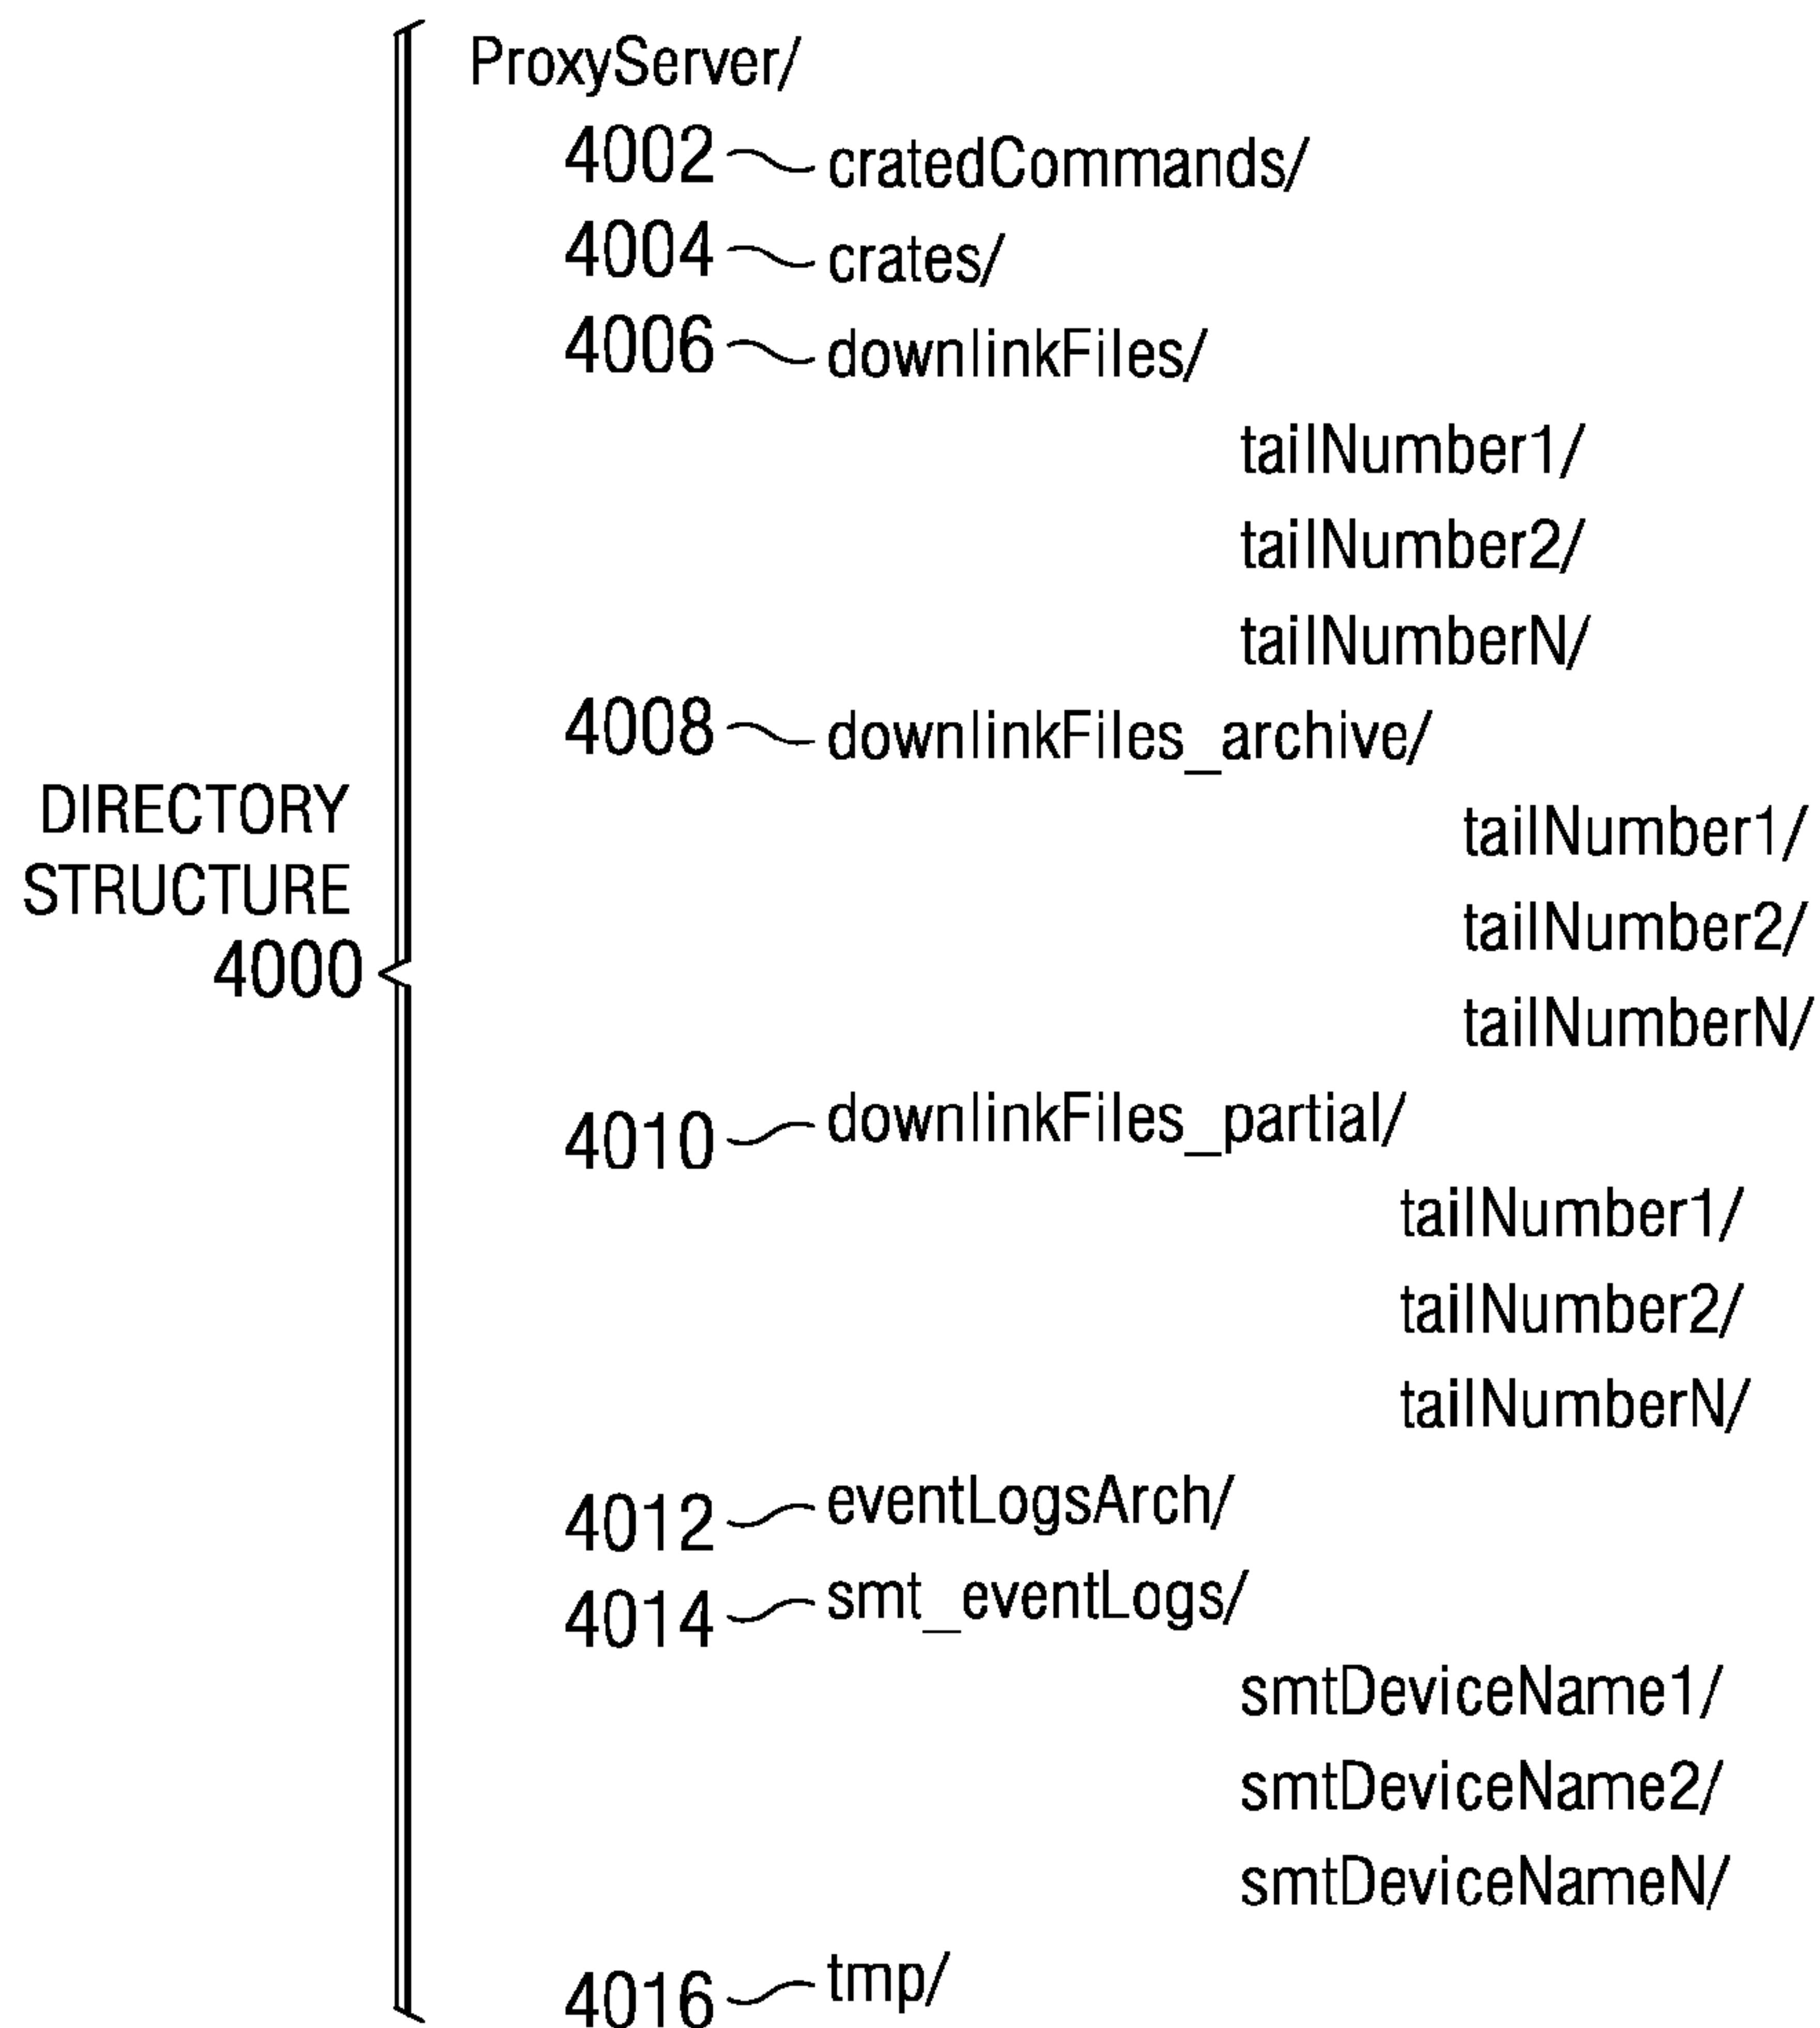 ProxyServer/
4002 cratedCommands/
4004 crates/
4006 downlinkFiles/
tailNumber1/
tailNumber2/
tailNumberN/
4008 downlinkFiles_archive/
tailNumber1/
tailNumber2/
tailNumberN/
DIRECTORY
STRUCTURE
4000
4010 downlinkFiles_partial/
tailNumber1/
tailNumber2/
tailNumberN/
4012 eventLogsArch/
4014 smt_eventLogs/
smtDeviceName1/
smtDeviceName2/
smtDeviceNameN/
4016 tmp/